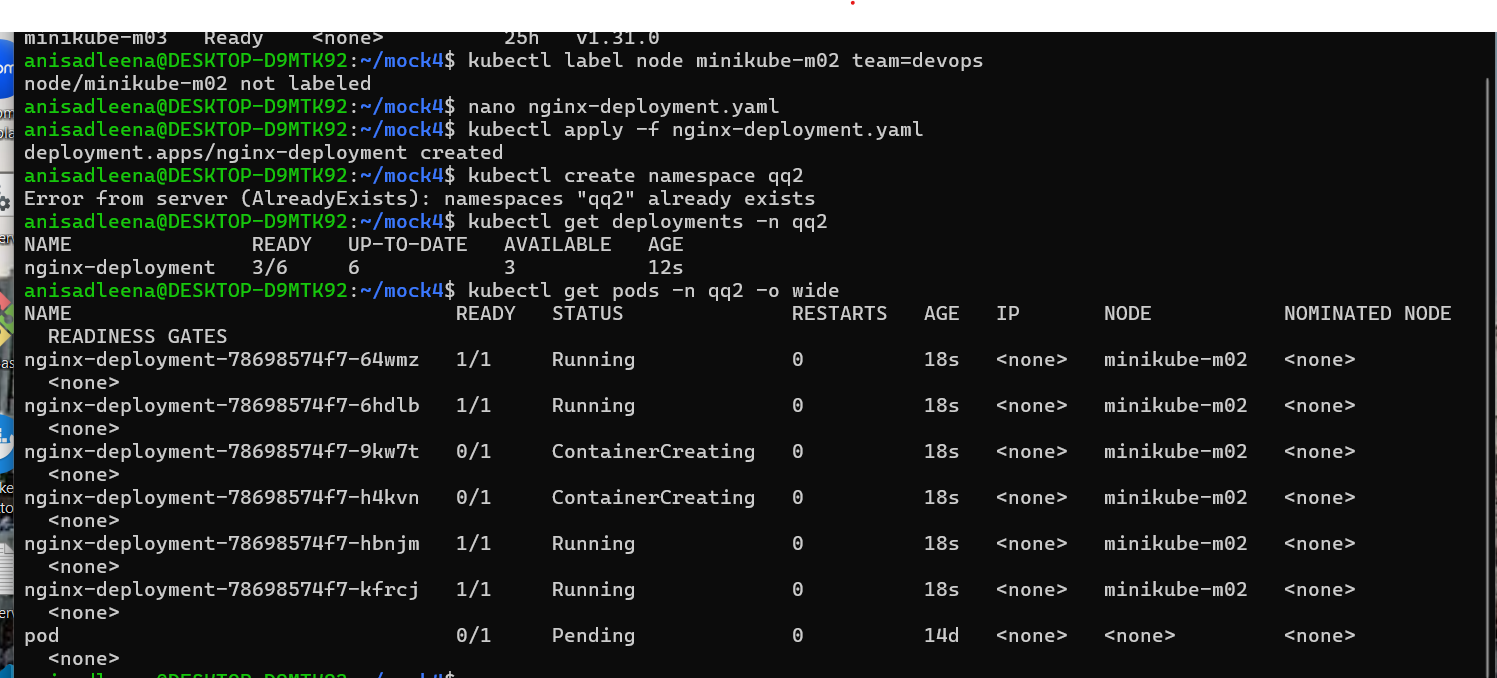 minikube-m03   Ready    <none>          25h   v1.31.0
anisadleena@DESKTOP-D9MTK92:~/mock4$ kubectl label node minikube-m02 team=devops
node/minikube-m02 not labeled
anisadleena@DESKTOP-D9MTK92:~/mock4$ nano nginx-deployment.yaml
anisadleena@DESKTOP-D9MTK92:~/mock4$ kubectl apply -f nginx-deployment.yaml
deployment.apps/nginx-deployment created
anisadleena@DESKTOP-D9MTK92:~/mock4$ kubectl create namespace qq2
Error from server (AlreadyExists): namespaces "qq2" already exists
anisadleena@DESKTOP-D9MTK92:~/mock4$ kubectl get deployments -n qq2
NAME               READY   UP-TO-DATE   AVAILABLE   AGE
nginx-deployment   3/6     6            3           12s
anisadleena@DESKTOP-D9MTK92:~/mock4$ kubectl get pods -n qq2 -o wide
NAME                                READY   STATUS              RESTARTS   AGE   IP       NODE           NOMINATED NODE
  READINESS GATES
nginx-deployment-78698574f7-64wmz   1/1     Running             0          18s   <none>   minikube-m02   <none>
  <none>
nginx-deployment-78698574f7-6hdlb   1/1     Running             0          18s   <none>   minikube-m02   <none>
  <none>
nginx-deployment-78698574f7-9kw7t   0/1     ContainerCreating   0          18s   <none>   minikube-m02   <none>
  <none>
nginx-deployment-78698574f7-h4kvn   0/1     ContainerCreating   0          18s   <none>   minikube-m02   <none>
  <none>
nginx-deployment-78698574f7-hbnjm   1/1     Running             0          18s   <none>   minikube-m02   <none>
  <none>
nginx-deployment-78698574f7-kfrcj   1/1     Running             0          18s   <none>   minikube-m02   <none>
  <none>
pod                                 0/1     Pending             0          14d   <none>   <none>         <none>
  <none>
anisadleena@DESKTOP-D9MTK92:~/mock4$